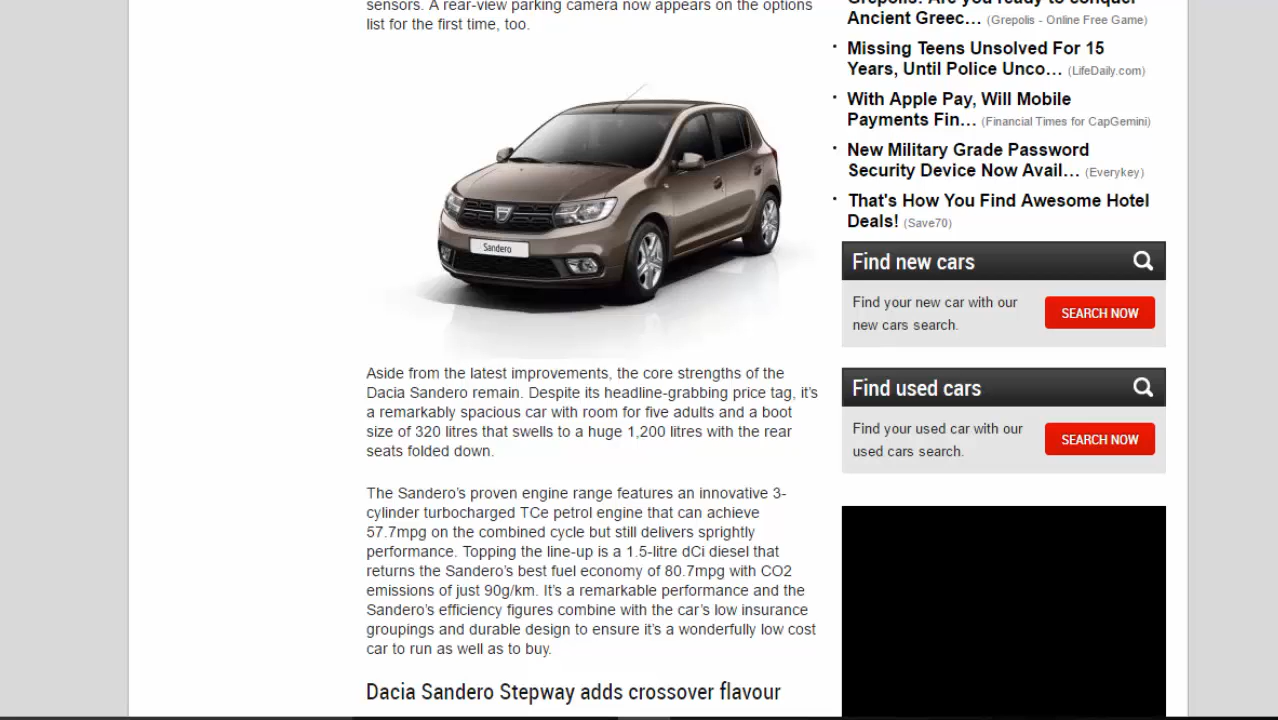 sensors. A rear-view parking camera now appears on the options
list for the first time, too.
Sandero
Aside from the latest improvements, the core strengths of the
Dacia Sandero remain. Despite its headline-grabbing price tag, it's
a remarkably spacious car with room for five adults and a boot
size of 320 litres that swells to a huge 1,200 litres with the rear
seats folded down.
The Sandero's proven engine range features an innovative 3-
cylinder turbocharged TCe petrol engine that can achieve
57.7mpg on the combined cycle but still delivers sprightly
performance. Topping the line-up is a 1.5-litre dCi diesel that
returns the Sandero's best fuel economy of 80.7mpg with CO2
emissions of just 90g/km. It's a remarkable performance and the
Sandero's efficiency figures combine with the car's low insurance
groupings and durable design to ensure it's a wonderfully low cost
car to run as well as to buy.
Dacia Sandero Stepway adds crossover flavour
Grepolis: Are you ready to conquer
Ancient Greec… (Grepolis - Online Free Game)
Missing Teens Unsolved For 15
Years, Until Police Unco… (LifeDaily.com)
With Apple Pay, Will Mobile
Payments Fin… (Financial Times for CapGemini)
New Military Grade Password
Security Device Now Avail… (Everykey)
That's How You Find Awesome Hotel
Deals! (Save70)
Find new cars
Find your new car with our
new cars search.
SEARCH NOW
Find used cars
Find your used car with our
used cars search.
SEARCH NOW